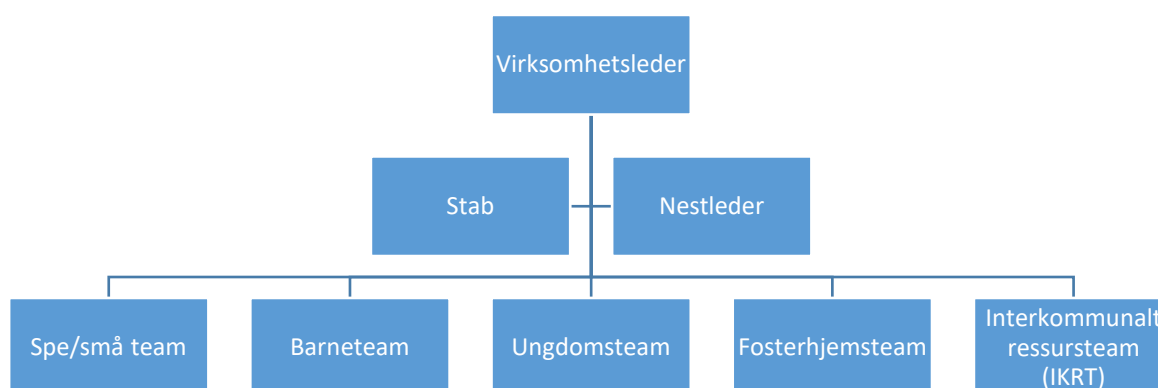 Virksomhetsleder
Stab
Nestleder
Spe/små team
Barneteam
Ungdomsteam
Fosterhjemsteam
Interkommunalt
ressursteam
(IKRT)